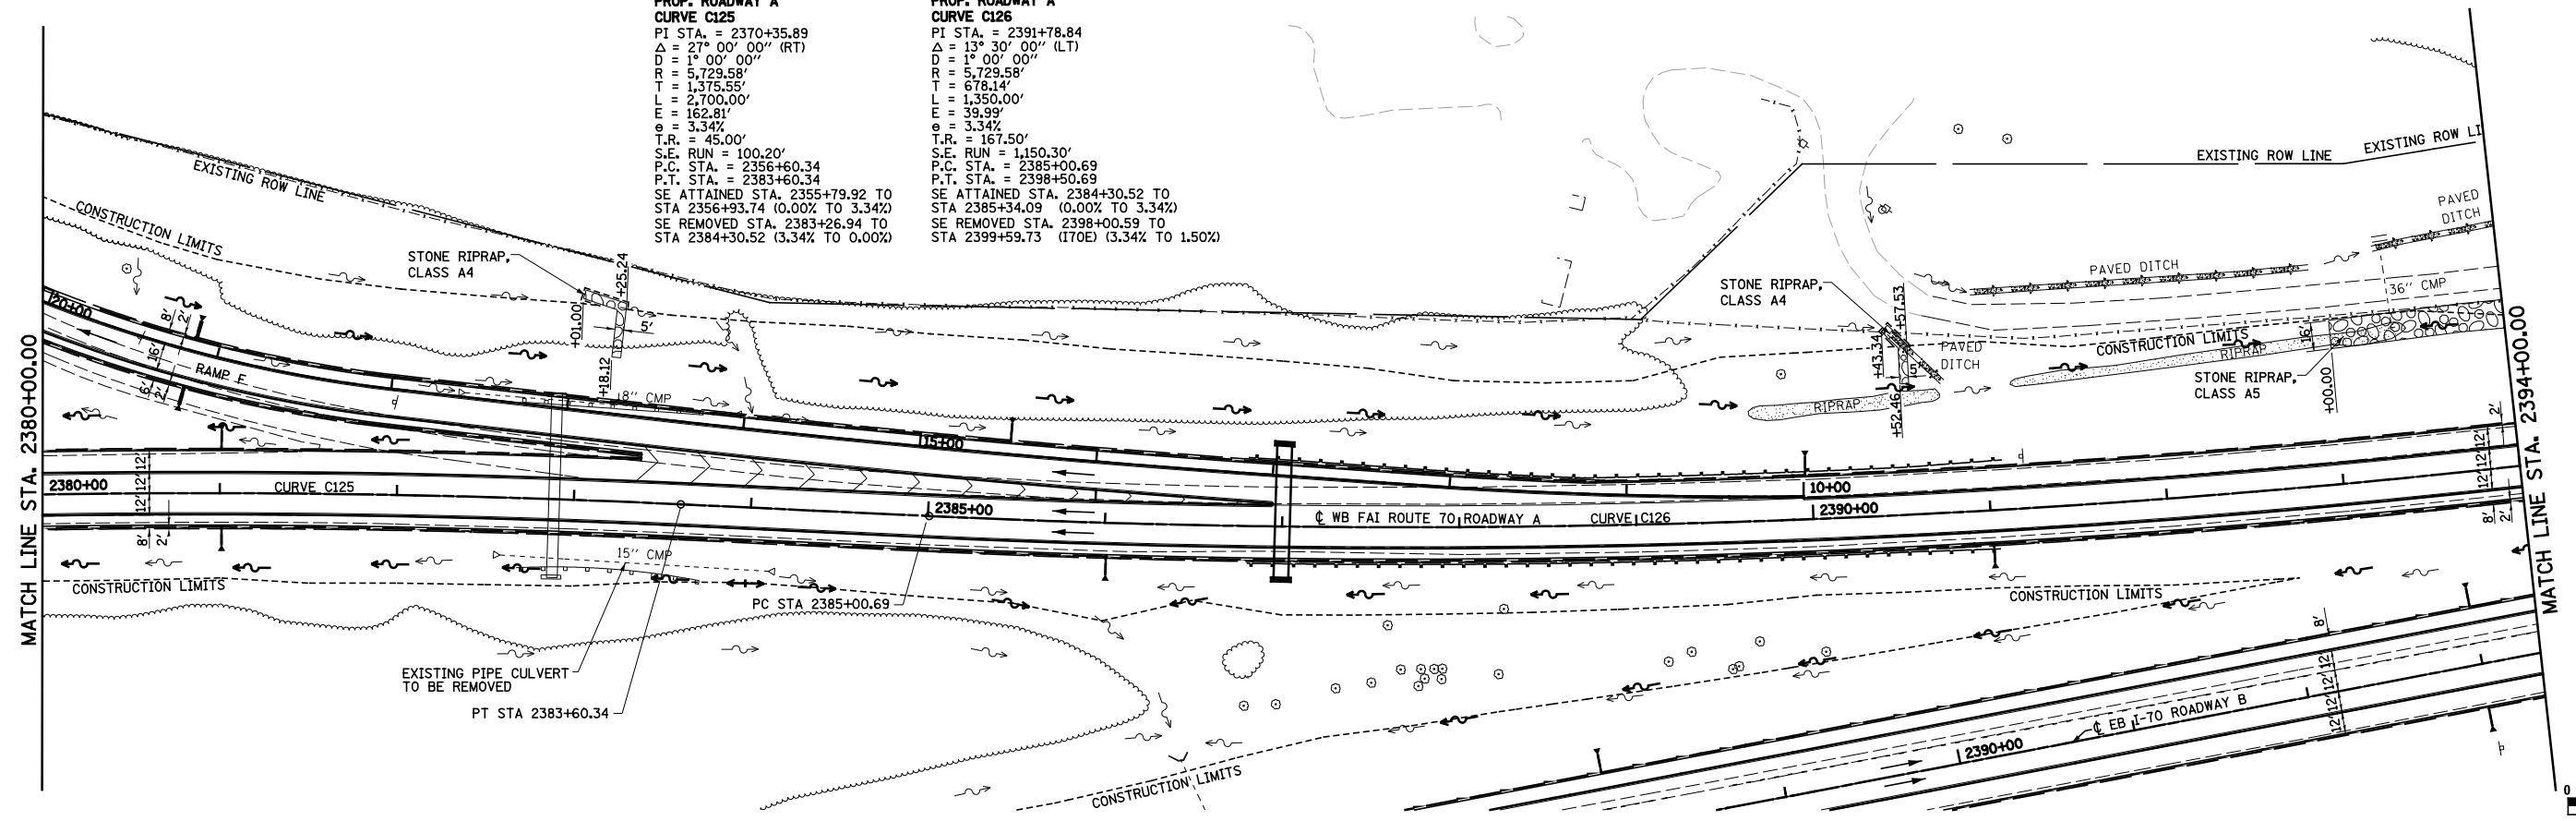 PROP. ROADWAY A
CURVE C125
PI STA. = 2370+35.89
Δ = 27° 00' 00" (RT)
D = 1° 00' 00"
R = 5,729.58'
T = 1,375.55'
L = 2,700.00'
E = 162.81'
e = 3.34%
T.R. = 45.00'
S.E. RUN = 100.20'
P.C. STA. = 2356+60.34
P.T. STA. = 2383+60.34
SE ATTAINED STA. 2355+79.92 TO
STA 2356+93.74 (0.00% TO 3.34%)
SE REMOVED STA. 2383+26.94 TO
STA 2384+30.52 (3.34% TO 0.00%)
PROP. ROADWAY A
CURVE C126
PI STA. = 2391+78.84
Δ = 13° 30' 00" (LT)
D = 1° 00' 00"
R = 5,729.58'
T = 678.14'
L = 1,350.00'
E = 39.99'
e = 3.34%
T.R. = 167.50'
S.E. RUN = 1,150.30'
P.C. STA. = 2385+00.69
P.T. STA. = 2398+50.69
SE ATTAINED STA. 2384+30.52 TO
STA 2385+34.09 (0.00% TO 3.34%)
SE REMOVED STA. 2398+00.59 TO
STA 2399+59.73 (I70E) (3.34% TO 1.50%)
EXISTING ROW LINE
EXISTING ROW LINE
EXISTING ROW LI
CONSTRUCTION LIMITS
STONE RIPRAP,
CLASS A4
+25.24
+01.00
5'
+18.12
STONE RIPRAP,
CLASS A4
+57.53
+43.34
5'
+52.46
PAVED
DITCH
PAVED DITCH
PAVED
DITCH
36" CMP
CONSTRUCTION LIMITS
RIPRAP
RIPRAP
16'
STONE RIPRAP,
CLASS A5
+00.00
MATCH LINE STA. 2380+00.00
20+00
8'
2'
16'
RAMP F
6'
2'
8" CMP
15+00
10+00
2'
12'
12'
12'
8'
2'
MATCH LINE STA. 2394+00.00
2380+00
12'
12'
12'
8'
2'
CURVE C125
2385+00
℄ WB FAI ROUTE 70 ROADWAY A
CURVE C126
2390+00
15" CMP
CONSTRUCTION LIMITS
PC STA 2385+00.69
EXISTING PIPE CULVERT
TO BE REMOVED
PT STA 2383+60.34
CONSTRUCTION LIMITS
8'
12'
12'
12'
12'
℄ EB I-70 ROADWAY B
2390+00
CONSTRUCTION LIMITS
0